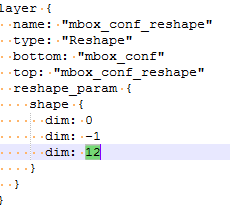 layer {
name: "mbox_conf_reshape"
type: "Reshape"
bottom: "mbox_conf"
top: "mbox_conf_reshape"
reshape_param {
shape {
dim: 0
dim: -1
dim: 12
}
}
}